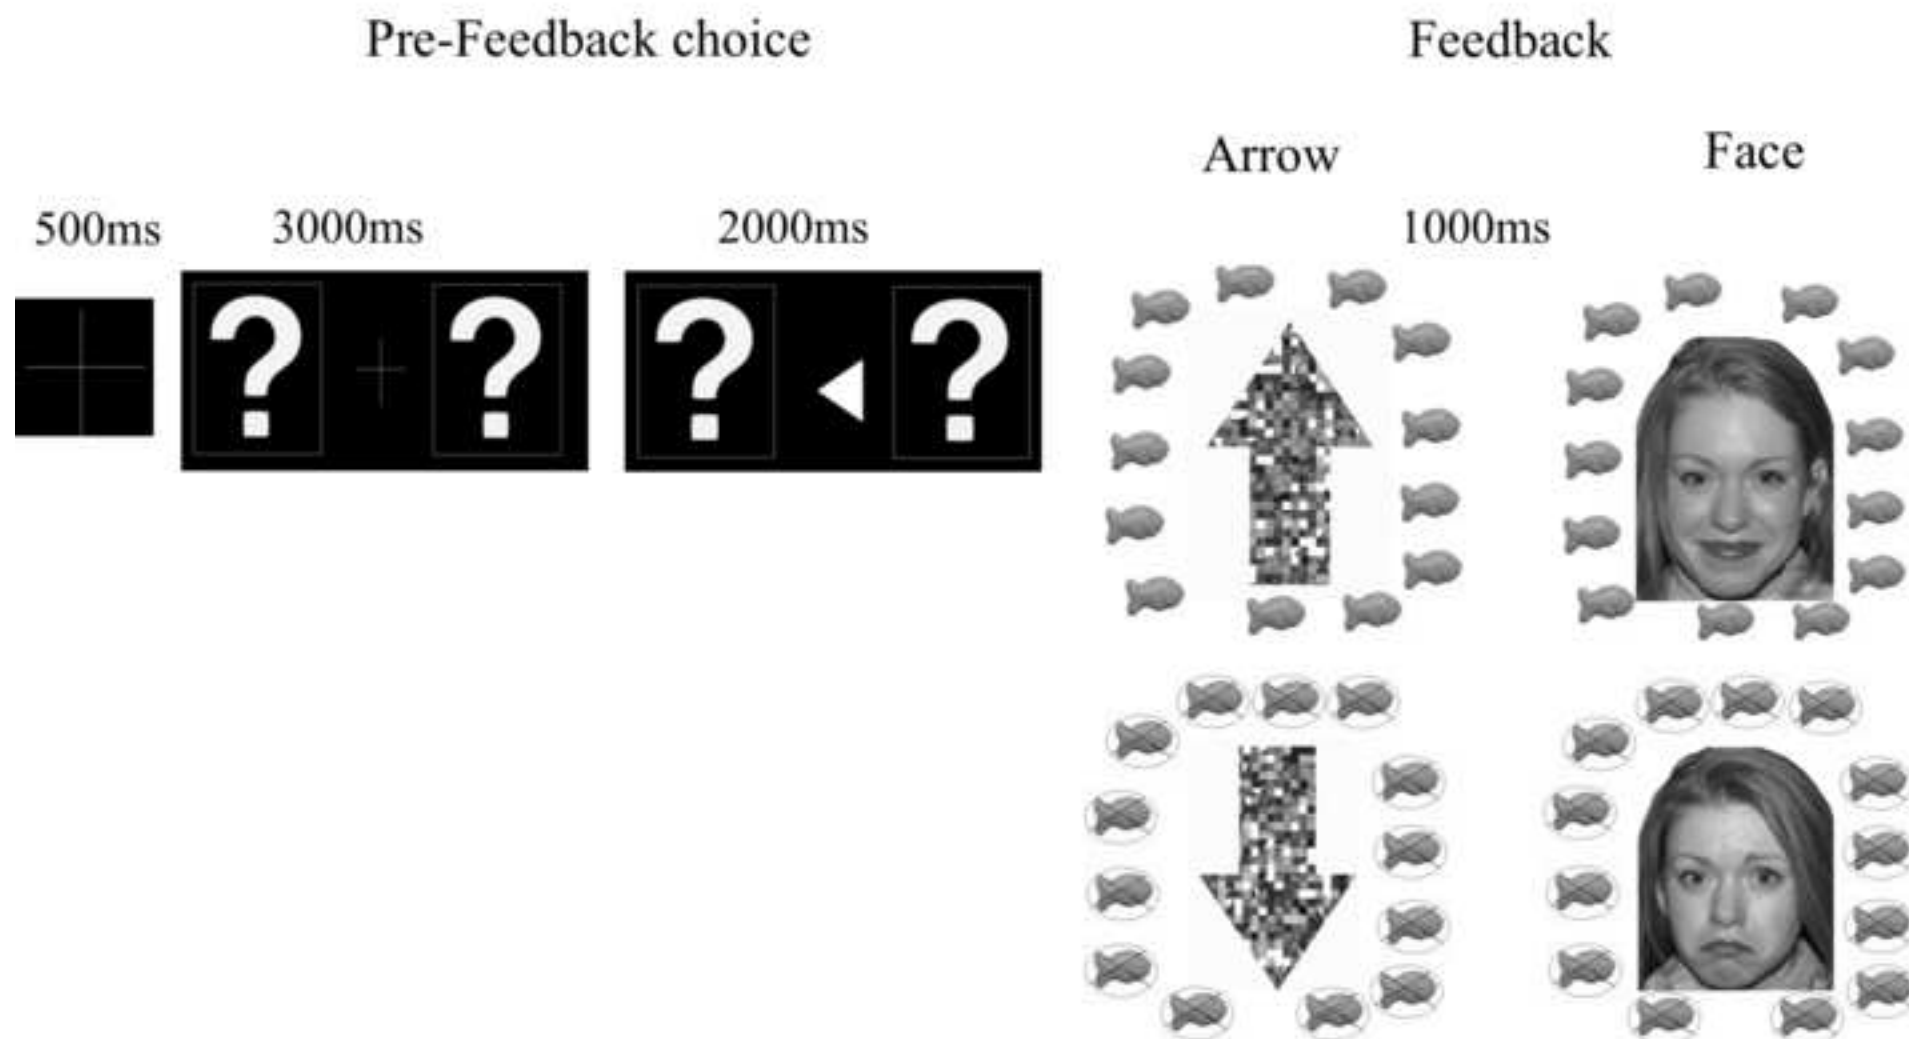 Pre-Feedback choice
Feedback
Arrow
Face
500ms
3000ms
2000ms
1000ms
? ?
? ?